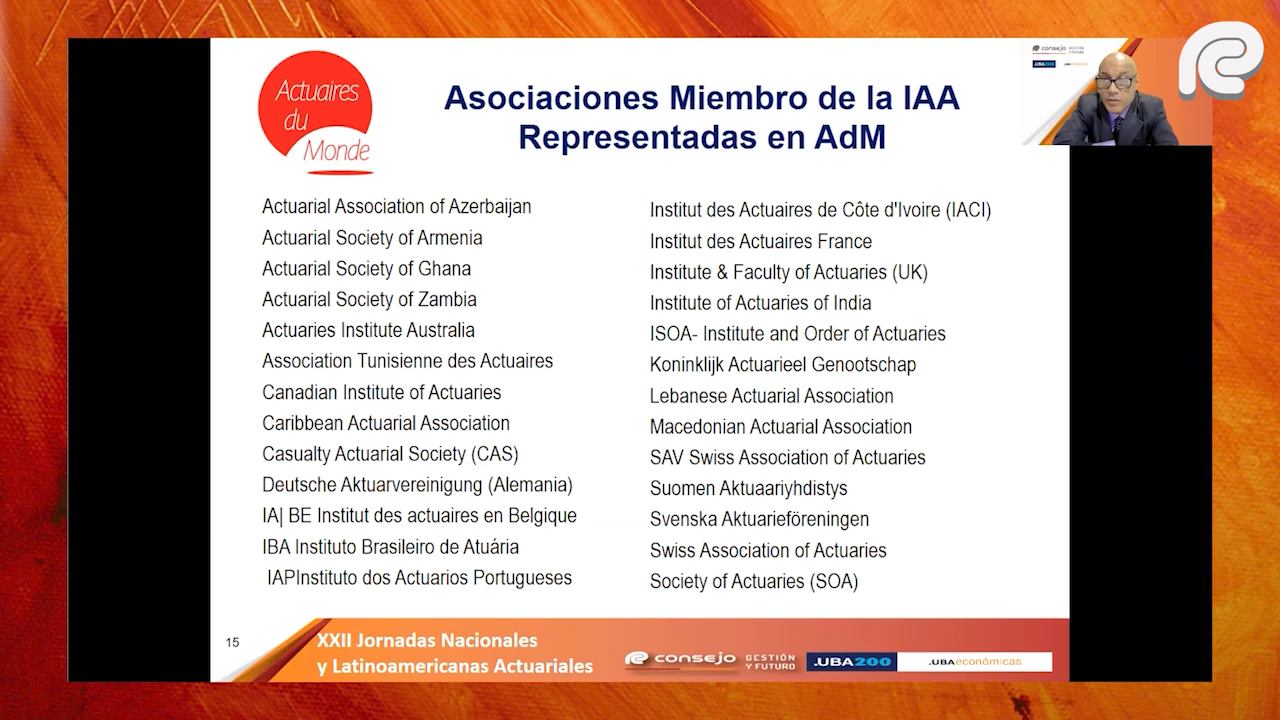 Actuaires
du
Monde
Asociaciones Miembro de la IAA
Representadas en AdM
Actuarial Association of Azerbaijan
Actuarial Society of Armenia
Actuarial Society of Ghana
Actuarial Society of Zambia
Actuaries Institute Australia
Association Tunisienne des Actuaires
Canadian Institute of Actuaries
Caribbean Actuarial Association
Casualty Actuarial Society (CAS)
Deutsche Aktuarvereinigung (Alemania)
IA| BE Institut des actuaires en Belgique
IBA Instituto Brasileiro de Atuária
IAPInstituto dos Actuarios Portugueses
Institut des Actuaires de Côte d'Ivoire (IACI)
Institut des Actuaires France
Institute & Faculty of Actuaries (UK)
Institute of Actuaries of India
ISOA- Institute and Order of Actuaries
Koninklijk Actuarieel Genootschap
Lebanese Actuarial Association
Macedonian Actuarial Association
SAV Swiss Association of Actuaries
Suomen Aktuaariyhdistys
Svenska Aktuarieföreningen
Swiss Association of Actuaries
Society of Actuaries (SOA)
consejo GESTIÓN
Y FUTURO
.UBA200
15
XXII Jornadas Nacionales
y Latinoamericanas Actuariales
consejo GESTIÓN
Y FUTURO
.UBA200 .UBAeconómicas